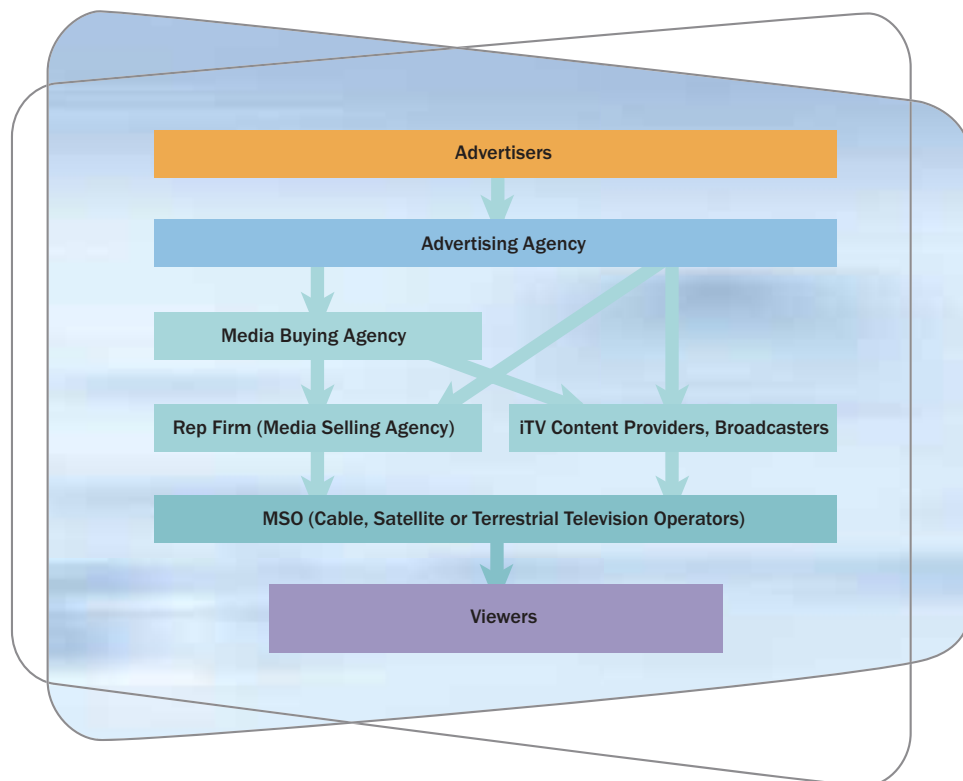 Advertisers
Advertising Agency
Media Buying Agency
Rep Firm (Media Selling Agency)
iTV Content Providers, Broadcasters
MSO (Cable, Satellite or Terrestrial Television Operators)
Viewers